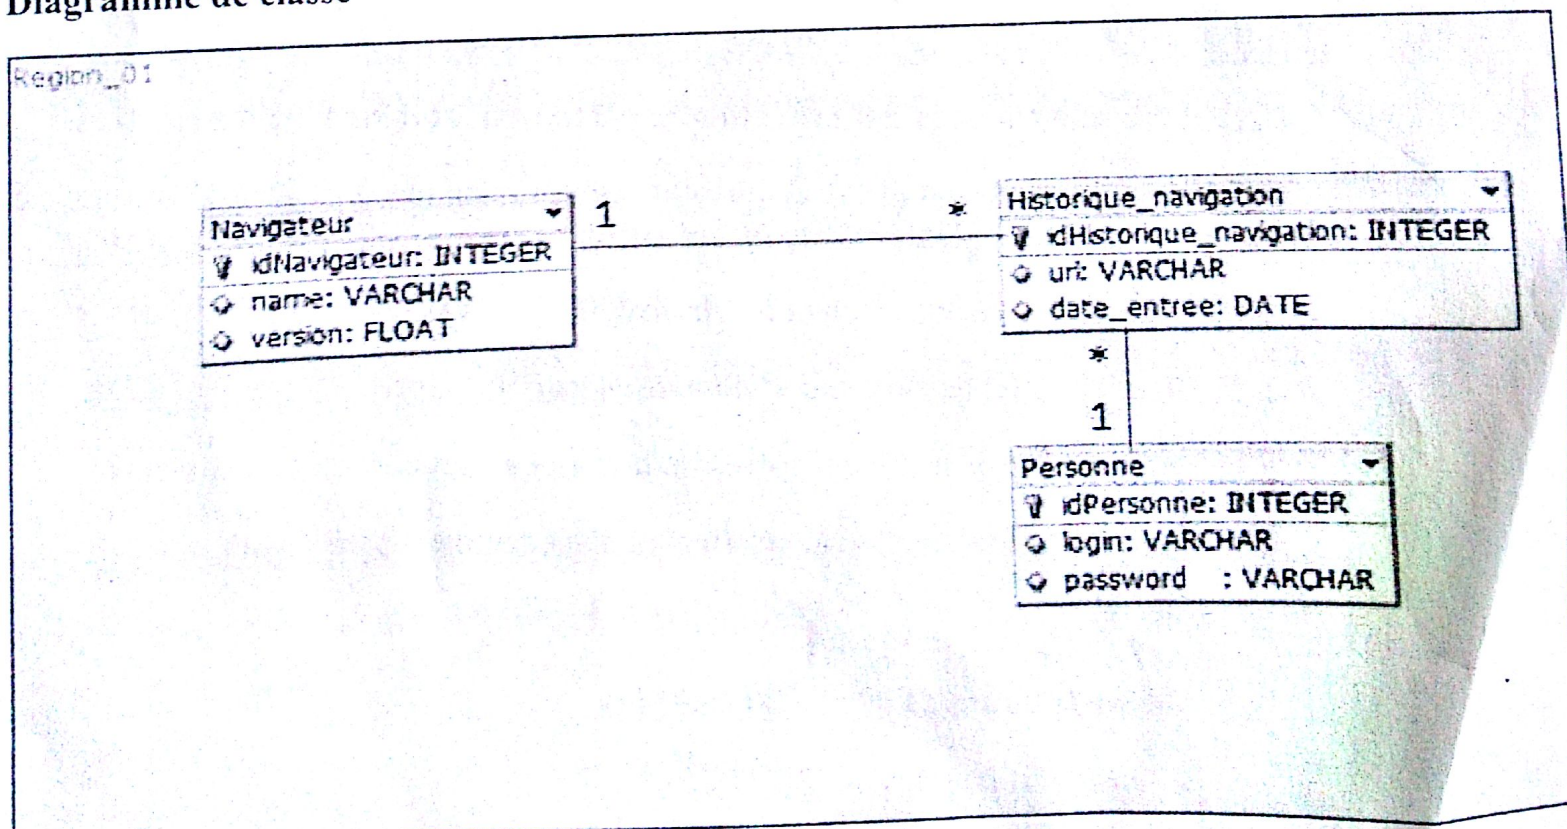 Diagramme de classe
Region_01
Navigateur
idNavigateur: INTEGER
name: VARCHAR
version: FLOAT
1
*
Historique_navigation
idHistorique_navigation: INTEGER
url: VARCHAR
date_entree: DATE
*
1
Personne
idPersonne: INTEGER
login: VARCHAR
password : VARCHAR